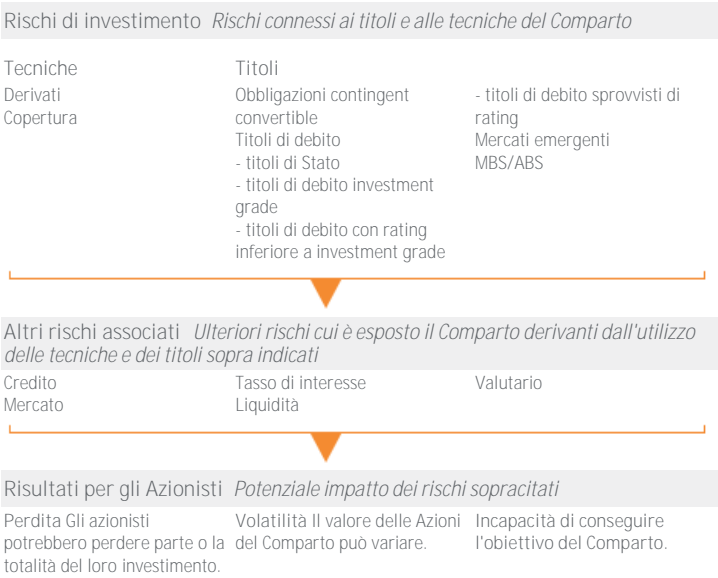 Rischi di investimento Rischi connessi ai titoli e alle tecniche del Comparto
Tecniche
Derivati
Copertura
Titoli
Obbligazioni contingent
convertible
Titoli di debito
- titoli di Stato
- titoli di debito investment
grade
- titoli di debito con rating
inferiore a investment grade
- titoli di debito sprovvisti di
rating
Mercati emergenti
MBS/ABS
Altri rischi associati Ulteriori rischi cui è esposto il Comparto derivanti dall'utilizzo
delle tecniche e dei titoli sopra indicati
Credito
Mercato
Tasso di interesse
Liquidità
Valutario
Risultati per gli Azionisti Potenziale impatto dei rischi sopracitati
Perdita Gli azionisti
potrebbero perdere parte o la
totalità del loro investimento.
Volatilità Il valore delle Azioni
del Comparto può variare.
Incapacità di conseguire
l'obiettivo del Comparto.